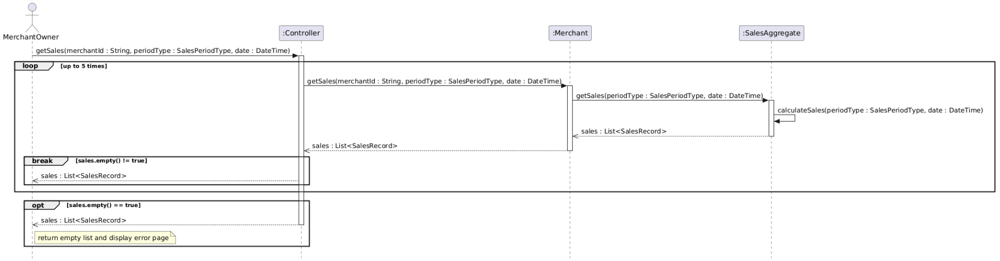 MerchantOwner
:Controller
:Merchant
:SalesAggregate
getSales(merchantId : String, periodType : SalesPeriodType, date : DateTime)
loop
[up to 5 times]
getSales(merchantId : String, periodType : SalesPeriodType, date : DateTime)
getSales(periodType : SalesPeriodType, date : DateTime)
calculateSales(periodType : SalesPeriodType, date : DateTime)
sales : List<SalesRecord>
sales : List<SalesRecord>
break
[sales.empty() != true]
sales : List<SalesRecord>
opt
[sales.empty() == true]
sales : List<SalesRecord>
return empty list and display error page